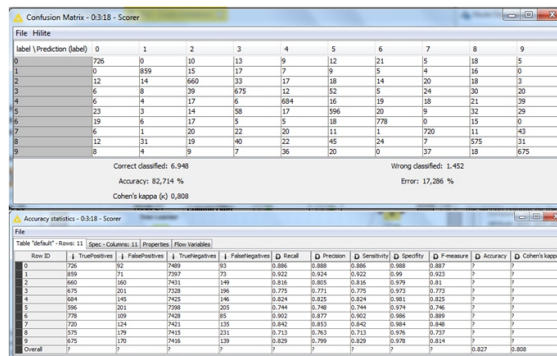 Confusion Matrix - 0:3:18 - Scorer
File Hilite
label \Prediction (label) 0 1 2 3 4 5 6 7 8 9
0 726 0 10 13 9 12 21 5 18 5
1 0 859 15 17 7 9 5 4 16 0
2 12 14 660 33 17 18 14 20 18 3
3 6 8 39 675 12 52 5 24 30 20
4 6 4 17 6 684 16 19 18 21 39
5 23 3 14 58 17 596 20 9 32 29
6 19 6 17 5 5 18 778 0 15 0
7 6 1 20 22 20 11 1 720 11 43
8 12 31 19 40 22 45 24 7 575 31
9 8 4 9 7 36 20 0 37 18 675
Correct classified: 6.948 Wrong classified: 1.452
Accuracy: 82,714 % Error: 17,286 %
Cohen's kappa (κ) 0,808
Accuracy statistics - 0:3:18 - Scorer
File
Table "default" - Rows: 11 Spec - Columns: 11 Properties Flow Variables
Row ID TruePositives FalsePositives TrueNegatives FalseNegatives D Recall D Precision D Sensitivity D Specifity D F-measure D Accuracy D Cohen's kappa
0 726 92 7489 93 0.886 0.888 0.886 0.988 0.887 ? ?
1 859 71 7397 73 0.922 0.924 0.922 0.99 0.923 ? ?
2 660 160 7431 149 0.816 0.805 0.816 0.979 0.81 ? ?
3 675 201 7328 196 0.775 0.771 0.775 0.973 0.773 ? ?
4 684 145 7425 146 0.824 0.825 0.824 0.981 0.825 ? ?
5 596 201 7398 205 0.744 0.748 0.744 0.974 0.746 ? ?
6 778 109 7428 85 0.902 0.877 0.902 0.986 0.889 ? ?
7 720 124 7421 135 0.842 0.853 0.842 0.984 0.848 ? ?
8 575 179 7415 231 0.713 0.763 0.713 0.976 0.737 ? ?
9 675 170 7416 139 0.829 0.799 0.829 0.978 0.814 ? ?
Overall ? ? ? ? ? ? ? ? ? 0.827 0.808